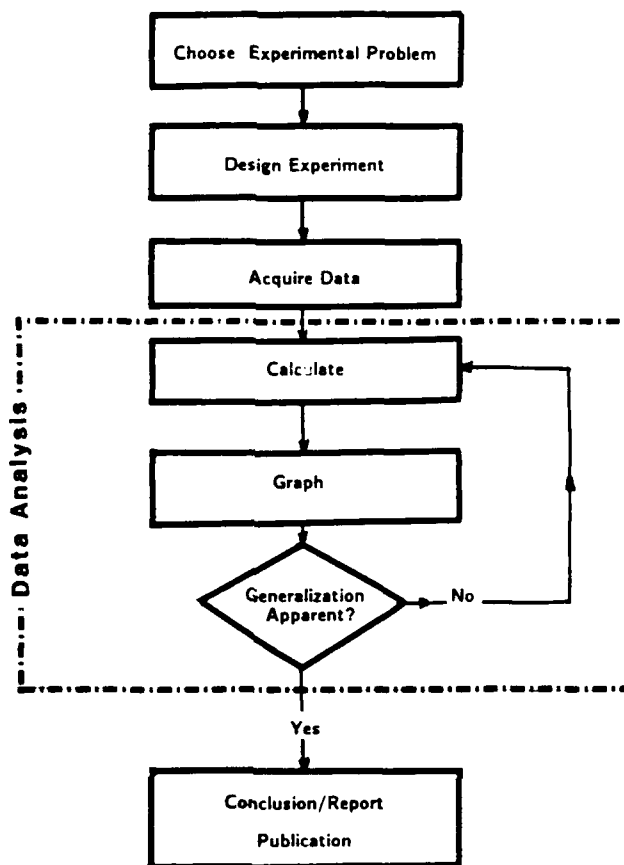 Choose Experimental Problem
Design Experiment
Acquire Data
Data Analysis
Calculate
Graph
Generalization
Apparent?
No
Yes
Conclusion/Report
Publication